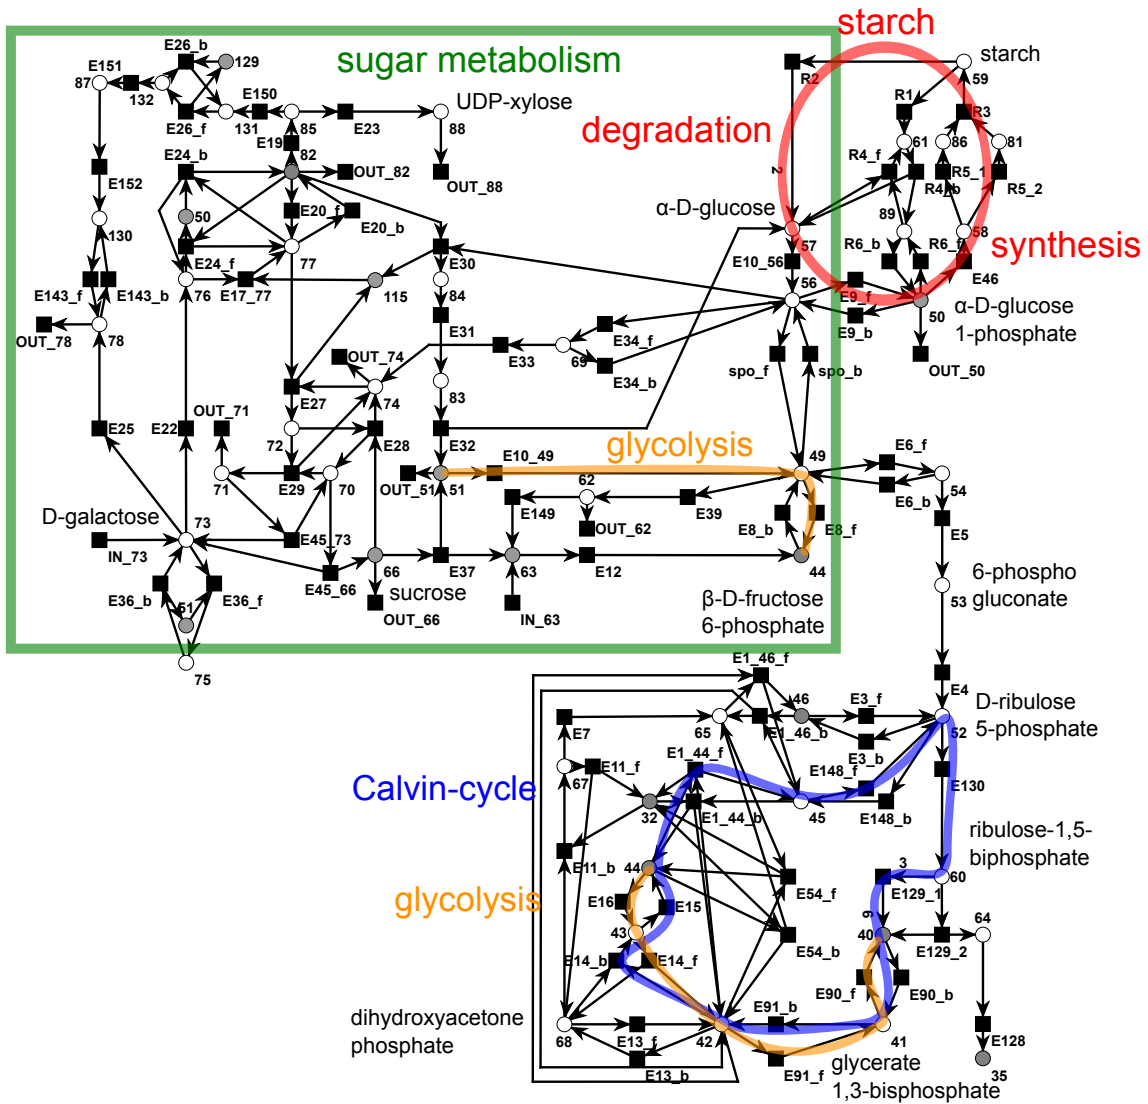 starch
E26_b
129
sugar metabolism
starch
E151
87
132
R2
59
E150
UDP-xylose
R1
E26_f
131
85
E23
88
degradation
R3
E19
82
61
86
81
E24_b
OUT_82
R4_f
R5_1
E152
OUT_88
2
R4_b
R5_2
50
E20_f
α-D-glucose
89
58
130
E20_b
synthesis
E24_f
77
E30
57
R6_b
R6_f
E10_56
E143_f
E143_b
76
E17_77
115
84
56
E9_f
E46
50
α-D-glucose
1-phosphate
OUT_78
78
E31
E34_f
E9_b
OUT_74
E33
69
spo_f
spo_b
OUT_50
E34_b
E27
74
83
OUT_71
E25
E22
72
E28
E32
glycolysis
49
E6_f
E10_49
71
E29
70
OUT_51
51
62
E6_b
54
D-galactose
73
E149
E39
E8_b
E8_f
E5
OUT_62
IN_73
E45_73
66
E37
63
E12
44
6-phospho
gluconate
E36_b
E36_f
E45_66
sucrose
53
51
OUT_66
IN_63
β-D-fructose
6-phosphate
75
E1_46_f
E4
46
E3_f
D-ribulose
5-phosphate
E7
65
E1_46_b
52
E3_b
E1_44_f
E148_f
Calvin-cycle
67
E11_f
E130
32
E1_44_b
45
E148_b
ribulose-1,5-
biphosphate
E11_b
44
3
60
glycolysis
E16
E15
E54_f
E129_1
6
64
43
40
E14_b
E14_f
E54_b
E129_2
E90_f
E90_b
dihydroxyacetone
phosphate
E91_b
68
E13_f
42
41
E128
E13_b
E91_f
glycerate
1,3-bisphosphate
35